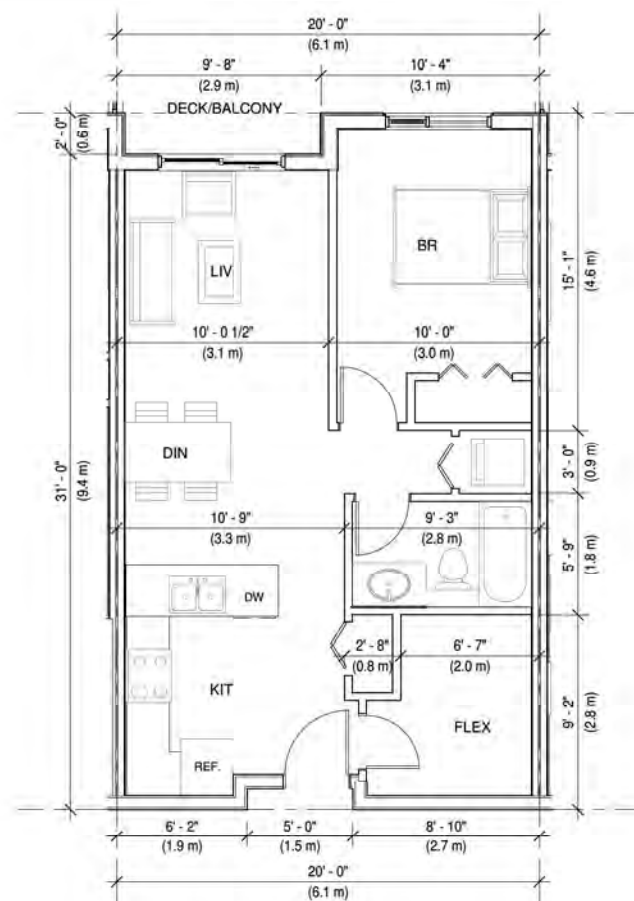 20' - 0"
(6.1 m)
9' - 8"
(2.9 m)
10' - 4"
(3.1 m)
DECK/BALCONY
2' - 0"
(0.6 m)
BR
LIV
15' - 1"
(4.6 m)
10' - 0 1/2"
(3.1 m)
10' - 0"
(3.0 m)
DIN
3' - 0"
(0.9 m)
31' - 0"
(9.4 m)
10' - 9"
(3.3 m)
9' - 3"
(2.8 m)
5' - 9"
(1.8 m)
DW
2' - 8"
(0.8 m)
6' - 7"
(2.0 m)
KIT
FLEX
9' - 2"
(2.8 m)
REF.
6' - 2"
(1.9 m)
5' - 0"
(1.5 m)
8' - 10"
(2.7 m)
20' - 0"
(6.1 m)